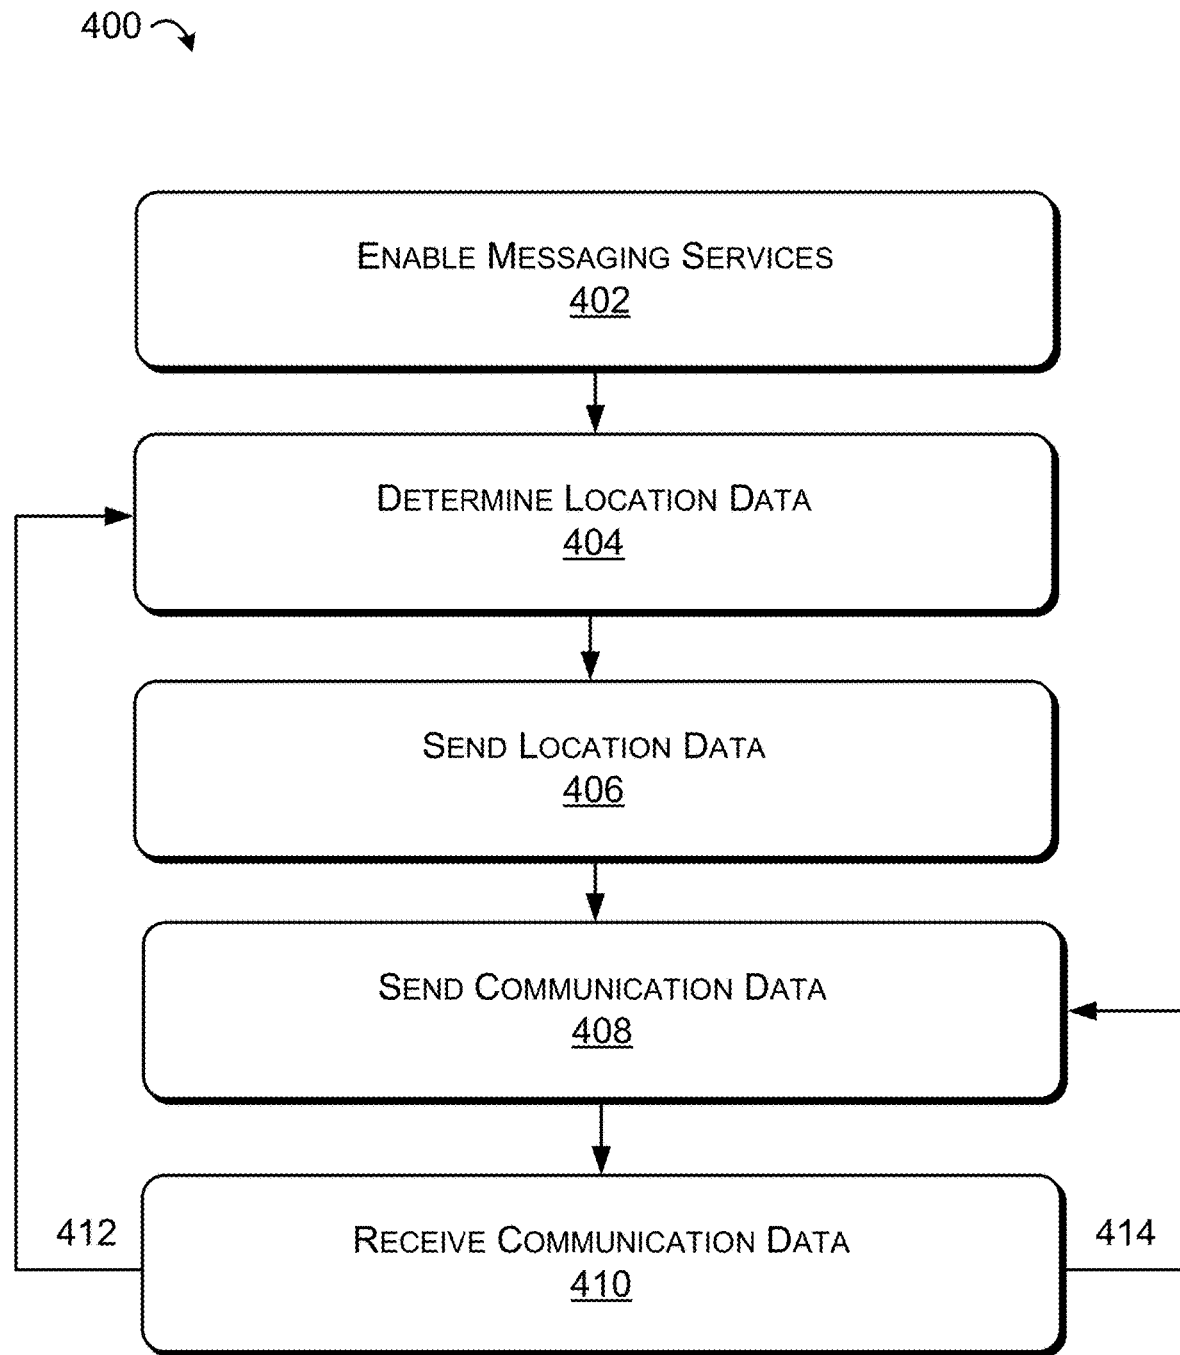 400
ENABLE MESSAGING SERVICES
402
DETERMINE LOCATION DATA
404
SEND LOCATION DATA
406
SEND COMMUNICATION DATA
408
412
RECEIVE COMMUNICATION DATA
410
414